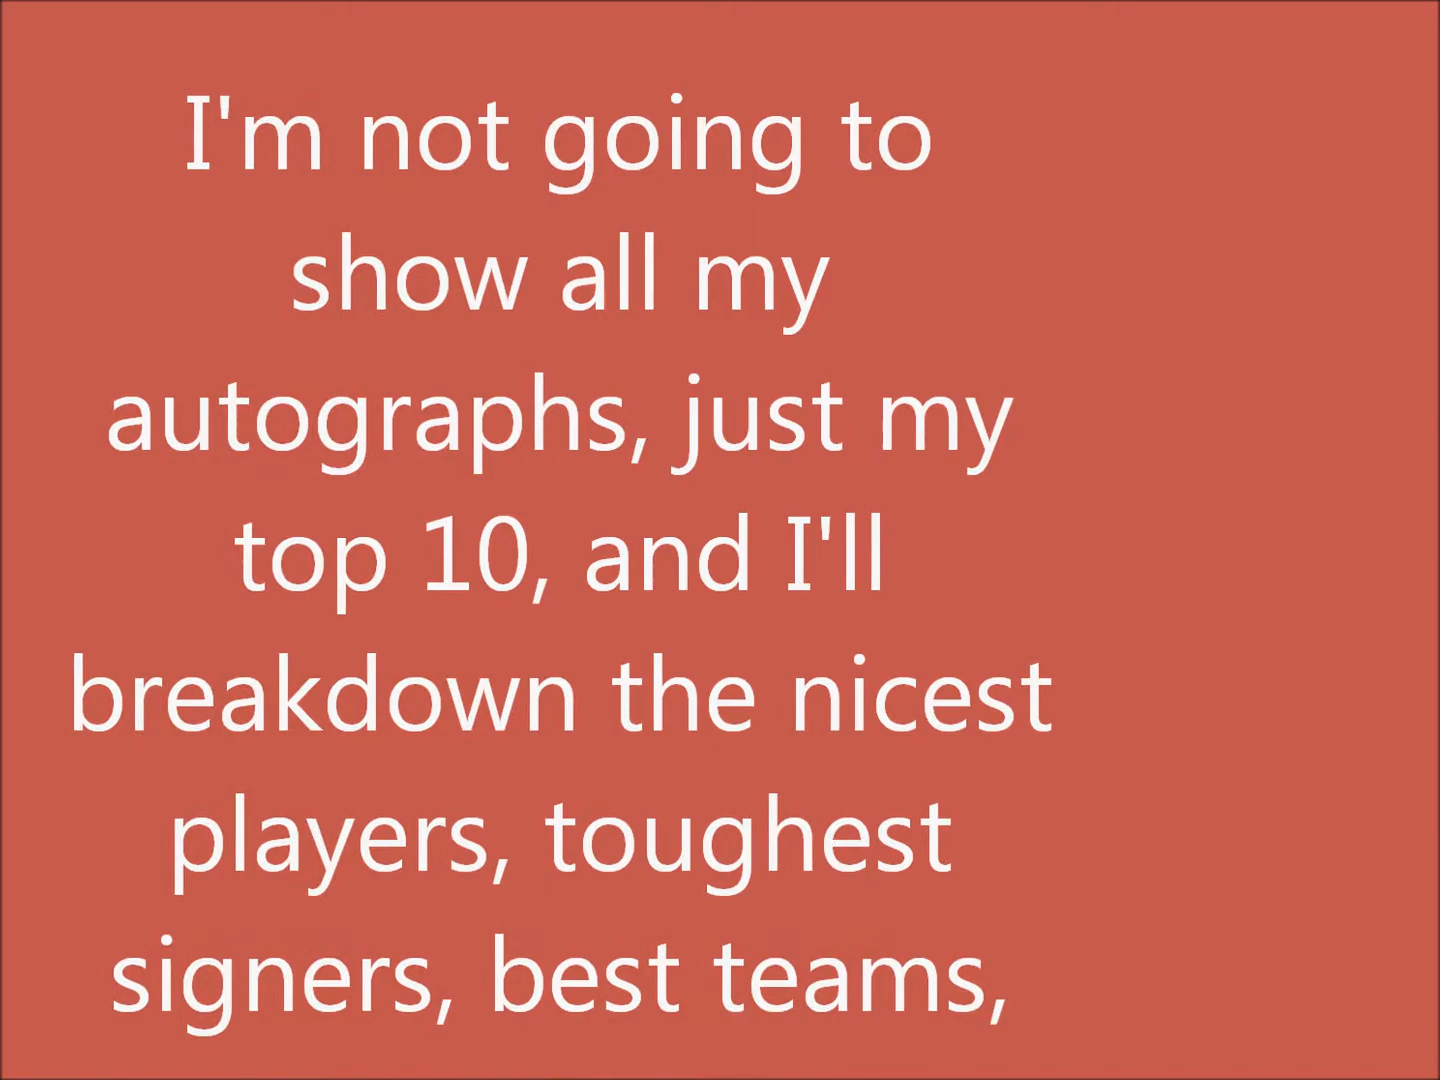 I'm not going to
show all my
autographs, just my
top 10, and I'll
breakdown the nicest
players, toughest
signers, best teams,